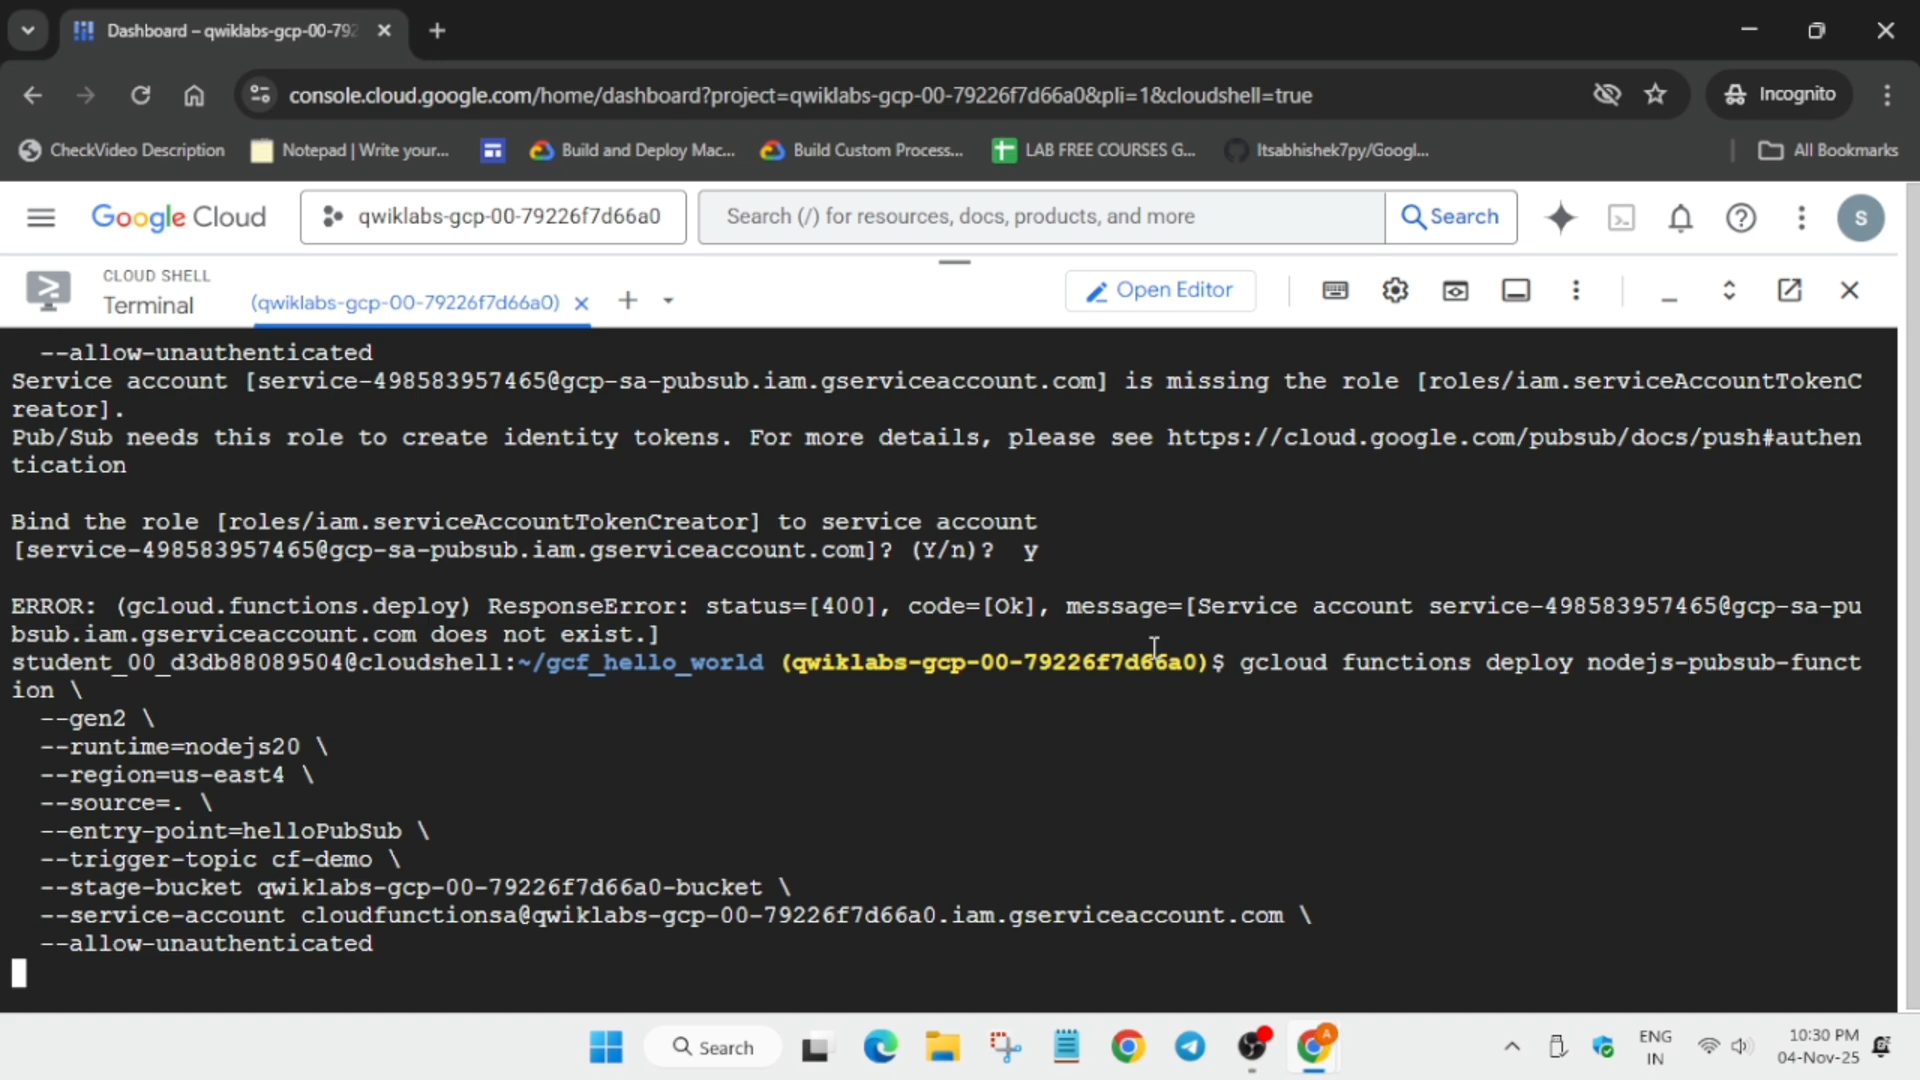 Dashboard – qwiklabs-gcp-00-792
console.cloud.google.com/home/dashboard?project=qwiklabs-gcp-00-79226f7d66a0&pli=1&cloudshell=true
Incognito
CheckVideo Description
Notepad | Write your...
Build and Deploy Mac...
Build Custom Process...
LAB FREE COURSES G...
Itsabhishek7py/Googl...
All Bookmarks
Google Cloud
qwiklabs-gcp-00-79226f7d66a0
Search (/) for resources, docs, products, and more
Search
S
CLOUD SHELL
Terminal
(qwiklabs-gcp-00-79226f7d66a0)
Open Editor
--allow-unauthenticated
Service account [service-498583957465@gcp-sa-pubsub.iam.gserviceaccount.com] is missing the role [roles/iam.serviceAccountTokenC
reator].
Pub/Sub needs this role to create identity tokens. For more details, please see https://cloud.google.com/pubsub/docs/push#authen
tication
Bind the role [roles/iam.serviceAccountTokenCreator] to service account
[service-498583957465@gcp-sa-pubsub.iam.gserviceaccount.com]? (Y/n)? y
ERROR: (gcloud.functions.deploy) ResponseError: status=[400], code=[Ok], message=[Service account service-498583957465@gcp-sa-pu
bsub.iam.gserviceaccount.com does not exist.]
student_00_d3db88089504@cloudshell:~/gcf_hello_world (qwiklabs-gcp-00-79226f7d66a0)$ gcloud functions deploy nodejs-pubsub-funct
ion \
--gen2 \
--runtime=nodejs20 \
--region=us-east4 \
--source=. \
--entry-point=helloPubSub \
--trigger-topic cf-demo \
--stage-bucket qwiklabs-gcp-00-79226f7d66a0-bucket \
--service-account cloudfunctionsa@qwiklabs-gcp-00-79226f7d66a0.iam.gserviceaccount.com \
--allow-unauthenticated
Search
A
ENG
IN
10:30 PM
04-Nov-25